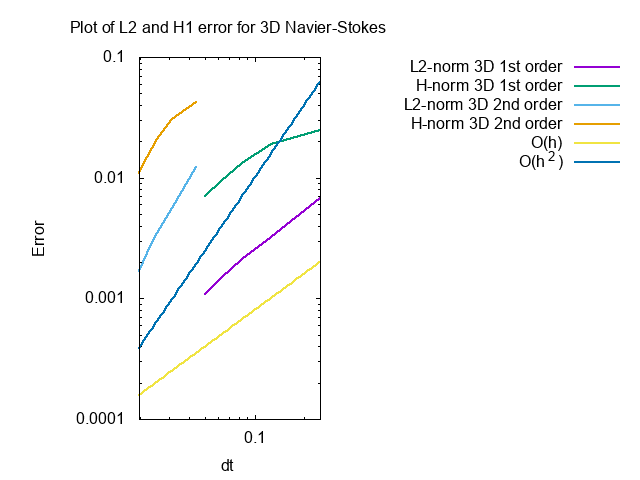 Plot of L2 and H1 error for 3D Navier-Stokes
0.1
0.01
0.001
0.0001
Error
0.1
dt
L2-norm 3D 1st order
H-norm 3D 1st order
L2-norm 3D 2nd order
H-norm 3D 2nd order
O(h)
O(h²)